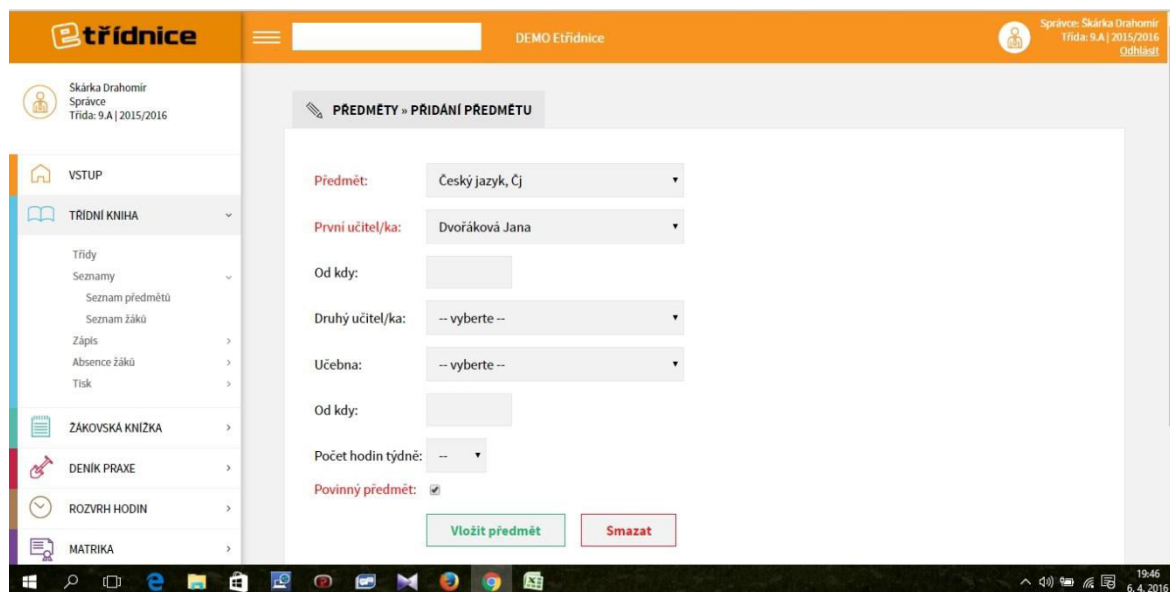 etřídnice
DEMO Etřídnice
Správce: Škárka Drahomír
Třída: 9.A | 2015/2016
Odhlásit
Škárka Drahomír
Správce
Třída: 9.A | 2015/2016
VSTUP
TŘÍDNÍ KNIHA
Třídy
Seznamy
Seznam předmětů
Seznam žáků
Zápis
Absence žáků
Tisk
ŽÁKOVSKÁ KNÍŽKA
DENÍK PRAXE
ROZVRH HODIN
MATRIKA
PŘEDMĚTY » PŘIDÁNÍ PŘEDMĚTU
Předmět: Český jazyk, Čj
První učitel/ka: Dvořáková Jana
Od kdy:
Druhý učitel/ka: -- vyberte --
Učebna: -- vyberte --
Od kdy:
Počet hodin týdně: --
Povinný předmět:
Vložit předmět Smazat
19:46
6. 4. 2016